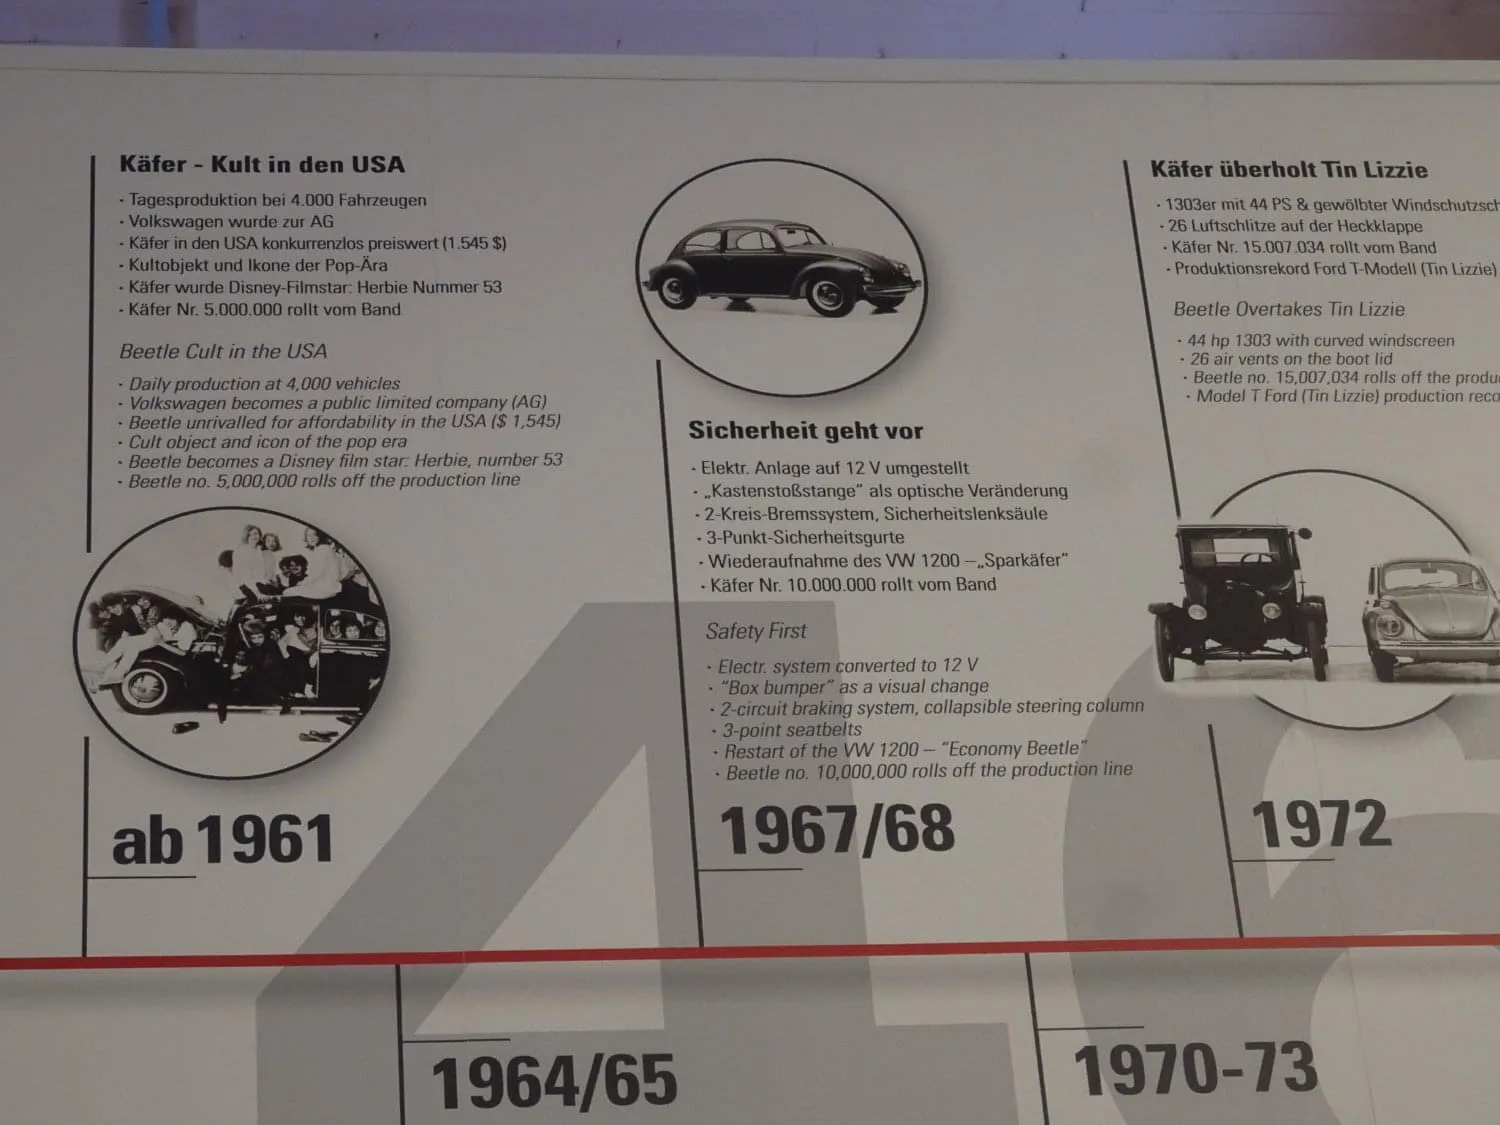 Käfer - Kult in den USA
· Tagesproduktion bei 4.000 Fahrzeugen
· Volkswagen wurde zur AG
· Käfer in den USA konkurrenzlos preiswert (1.545 $)
· Kultobjekt und Ikone der Pop-Ära
· Käfer wurde Disney-Filmstar: Herbie Nummer 53
· Käfer Nr. 5.000.000 rollt vom Band
Beetle Cult in the USA
· Daily production at 4,000 vehicles
· Volkswagen becomes a public limited company (AG)
· Beetle unrivalled for affordability in the USA ($ 1,545)
· Cult object and icon of the pop era
· Beetle becomes a Disney film star: Herbie, number 53
· Beetle no. 5,000,000 rolls off the production line
ab 1961
Sicherheit geht vor
· Elektr. Anlage auf 12 V umgestellt
· „Kastenstoßstange" als optische Veränderung
· 2-Kreis-Bremssystem, Sicherheitslenksäule
· 3-Punkt-Sicherheitsgurte
· Wiederaufnahme des VW 1200 –„Sparkäfer"
· Käfer Nr. 10.000.000 rollt vom Band
Safety First
· Electr. system converted to 12 V
· "Box bumper" as a visual change
· 2-circuit braking system, collapsible steering column
· 3-point seatbelts
· Restart of the VW 1200 – "Economy Beetle"
· Beetle no. 10,000,000 rolls off the production line
1967/68
Käfer überholt Tin Lizzie
· 1303er mit 44 PS & gewölbter Windschutzsch
· 26 Luftschlitze auf der Heckklappe
· Käfer Nr. 15.007.034 rollt vom Band
· Produktionsrekord Ford T-Modell (Tin Lizzie)
Beetle Overtakes Tin Lizzie
· 44 hp 1303 with curved windscreen
· 26 air vents on the boot lid
· Beetle no. 15,007,034 rolls off the produ
· Model T Ford (Tin Lizzie) production reco
1972
1964/65
1970-73